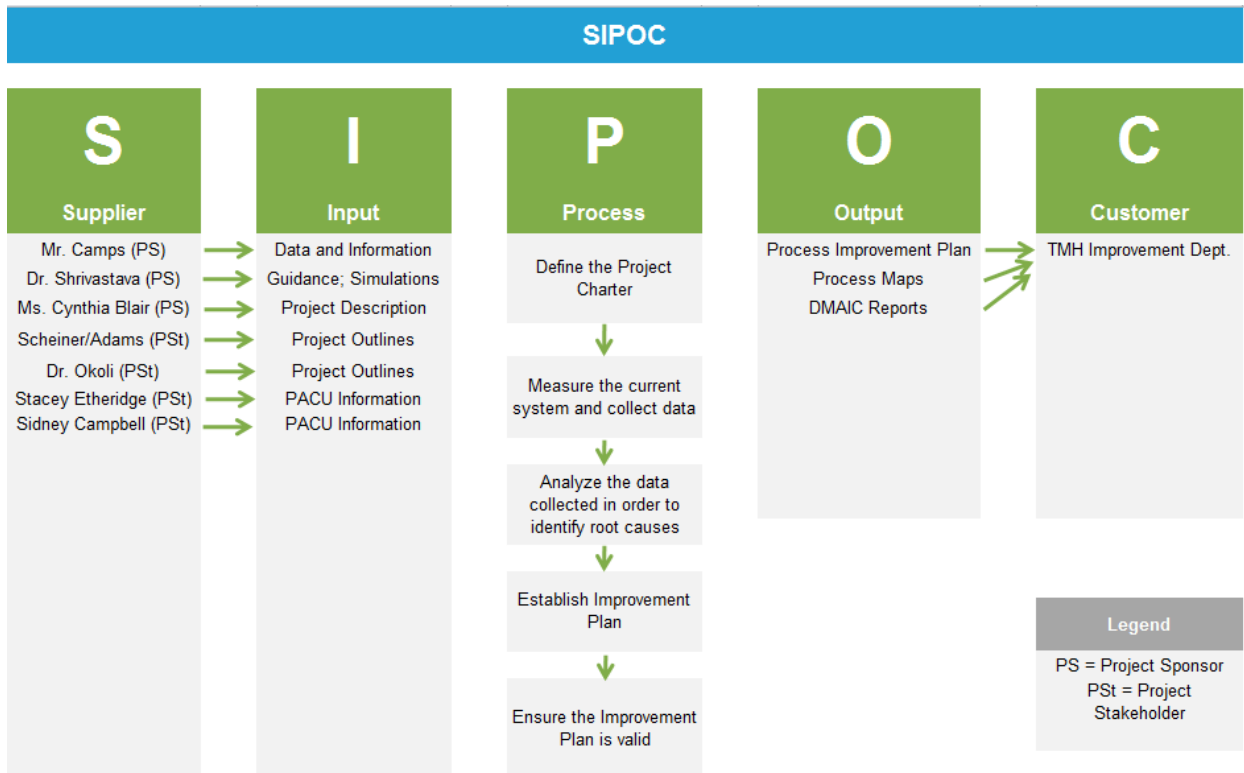 SIPOC
S
Supplier
Mr. Camps (PS)
Dr. Shrivastava (PS)
Ms. Cynthia Blair (PS)
Scheiner/Adams (PSt)
Dr. Okoli (PSt)
Stacey Etheridge (PSt)
Sidney Campbell (PSt)
I
Input
Data and Information
Guidance; Simulations
Project Description
Project Outlines
Project Outlines
PACU Information
PACU Information
P
Process
Define the Project
Charter
Measure the current
system and collect data
Analyze the data
collected in order to
identify root causes
Establish Improvement
Plan
Ensure the Improvement
Plan is valid
O
Output
Process Improvement Plan
Process Maps
DMAIC Reports
C
Customer
TMH Improvement Dept.
Legend
PS = Project Sponsor
PSt = Project
Stakeholder